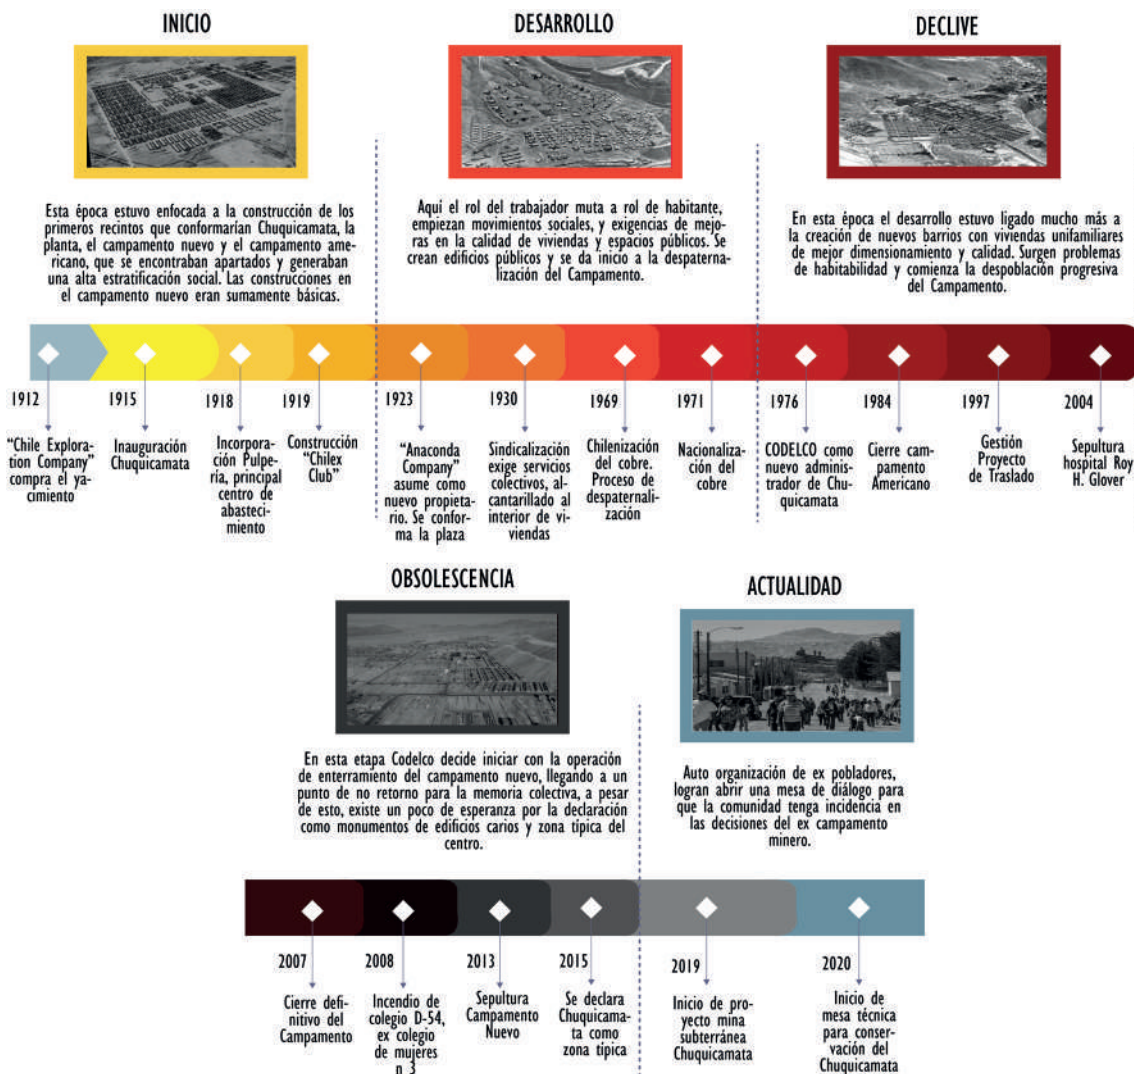 INICIO
Esta época estuvo enfocada a la construcción de los
primeros recintos que conformarían Chuquicamata, la
planta, el campamento nuevo y el campamento ame-
ricano, que se encontraban apartados y generaban
una alta estratificación social. Las construcciones en
el campamento nuevo eran sumamente básicas.
DESARROLLO
Aquí el rol del trabajador muta a rol de habitante,
empiezan movimientos sociales, y exigencias de mejo-
ras en la calidad de viviendas y espacios públicos. Se
crean edificios públicos y se da inicio a la despaterna-
lización del Campamento.
DECLIVE
En esta época el desarrollo estuvo ligado mucho más a
la creación de nuevos barrios con viviendas unifamiliares
de mejor dimensionamiento y calidad. Surgen problemas
de habitabilidad y comienza la despoblación progresiva
del Campamento.
1912
“Chile Explora-
tion Company”
compra el ya-
cimiento
1915
Inauguración
Chuquicamata
1918
Incorpora-
ción Pulpe-
ría, principal
centro de
abasteci-
miento
1919
Construcción
“Chilex
Club”
1923
“Anaconda
Company”
asume como
nuevo propieta-
rio. Se confor-
ma la plaza
1930
Sindicalización
exige servicios
colectivos, al-
cantarillado al
interior de vi-
viendas
1969
Chilenización
del cobre.
Proceso de
despaternali-
zación
1971
Nacionaliza-
ción del
cobre
1976
CODELCO como
nuevo adminis-
trador de Chu-
quicamata
1984
Cierre cam-
pamento
Americano
1997
Gestión
Proyecto
de Traslado
2004
Sepultura
hospital Roy
H. Glover
OBSOLESCENCIA
En esta etapa Codelco decide iniciar con la operación
de enterramiento del campamento nuevo, llegando a un
punto de no retorno para la memoria colectiva, a pesar
de esto, existe un poco de esperanza por la declaración
como monumentos de edificios carios y zona típica del
centro.
ACTUALIDAD
Auto organización de ex pobladores,
logran abrir una mesa de diálogo para
que la comunidad tenga incidencia en
las decisiones del ex campamento
minero.
2007
Cierre defi-
nitivo del
Campamento
2008
Incendio de
colegio D-54,
ex colegio
de mujeres
n 3
2013
Sepultura
Campamento
Nuevo
2015
Se declara
Chuquicama-
ta como
zona típica
2019
Inicio de pro-
yecto mina
subterránea
Chuquicamata
2020
Inicio de
mesa técnica
para conser-
vación del
Chuquicamata